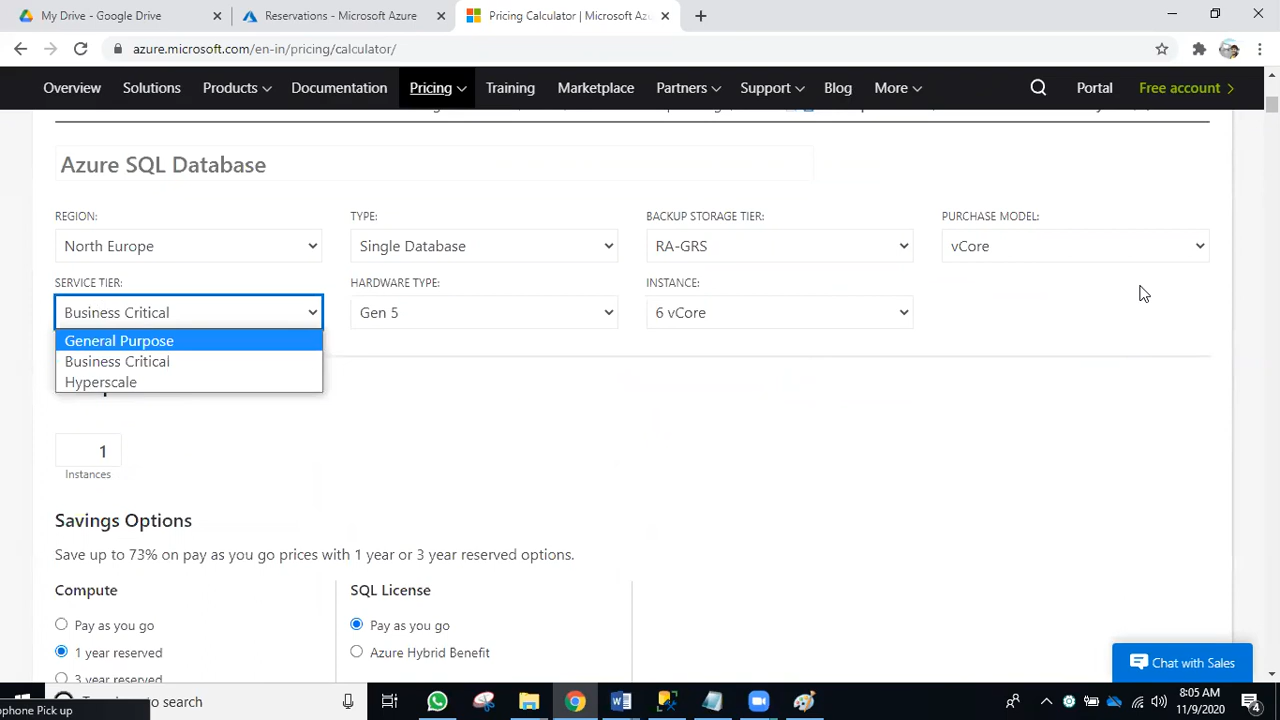 My Drive - Google Drive
Reservations - Microsoft Azure
Pricing Calculator | Microsoft Azu
azure.microsoft.com/en-in/pricing/calculator/
Overview Solutions Products Documentation Pricing Training Marketplace Partners Support Blog More Portal Free account
Azure SQL Database
REGION: TYPE: BACKUP STORAGE TIER: PURCHASE MODEL:
North Europe Single Database RA-GRS vCore
SERVICE TIER: HARDWARE TYPE: INSTANCE:
Business Critical Gen 5 6 vCore
General Purpose
Business Critical
Hyperscale
1
Instances
Savings Options
Save up to 73% on pay as you go prices with 1 year or 3 year reserved options.
Compute SQL License
Pay as you go Pay as you go
1 year reserved Azure Hybrid Benefit
3 year reserved
Chat with Sales
to search
8:05 AM
11/9/2020
4
ophone Pick up